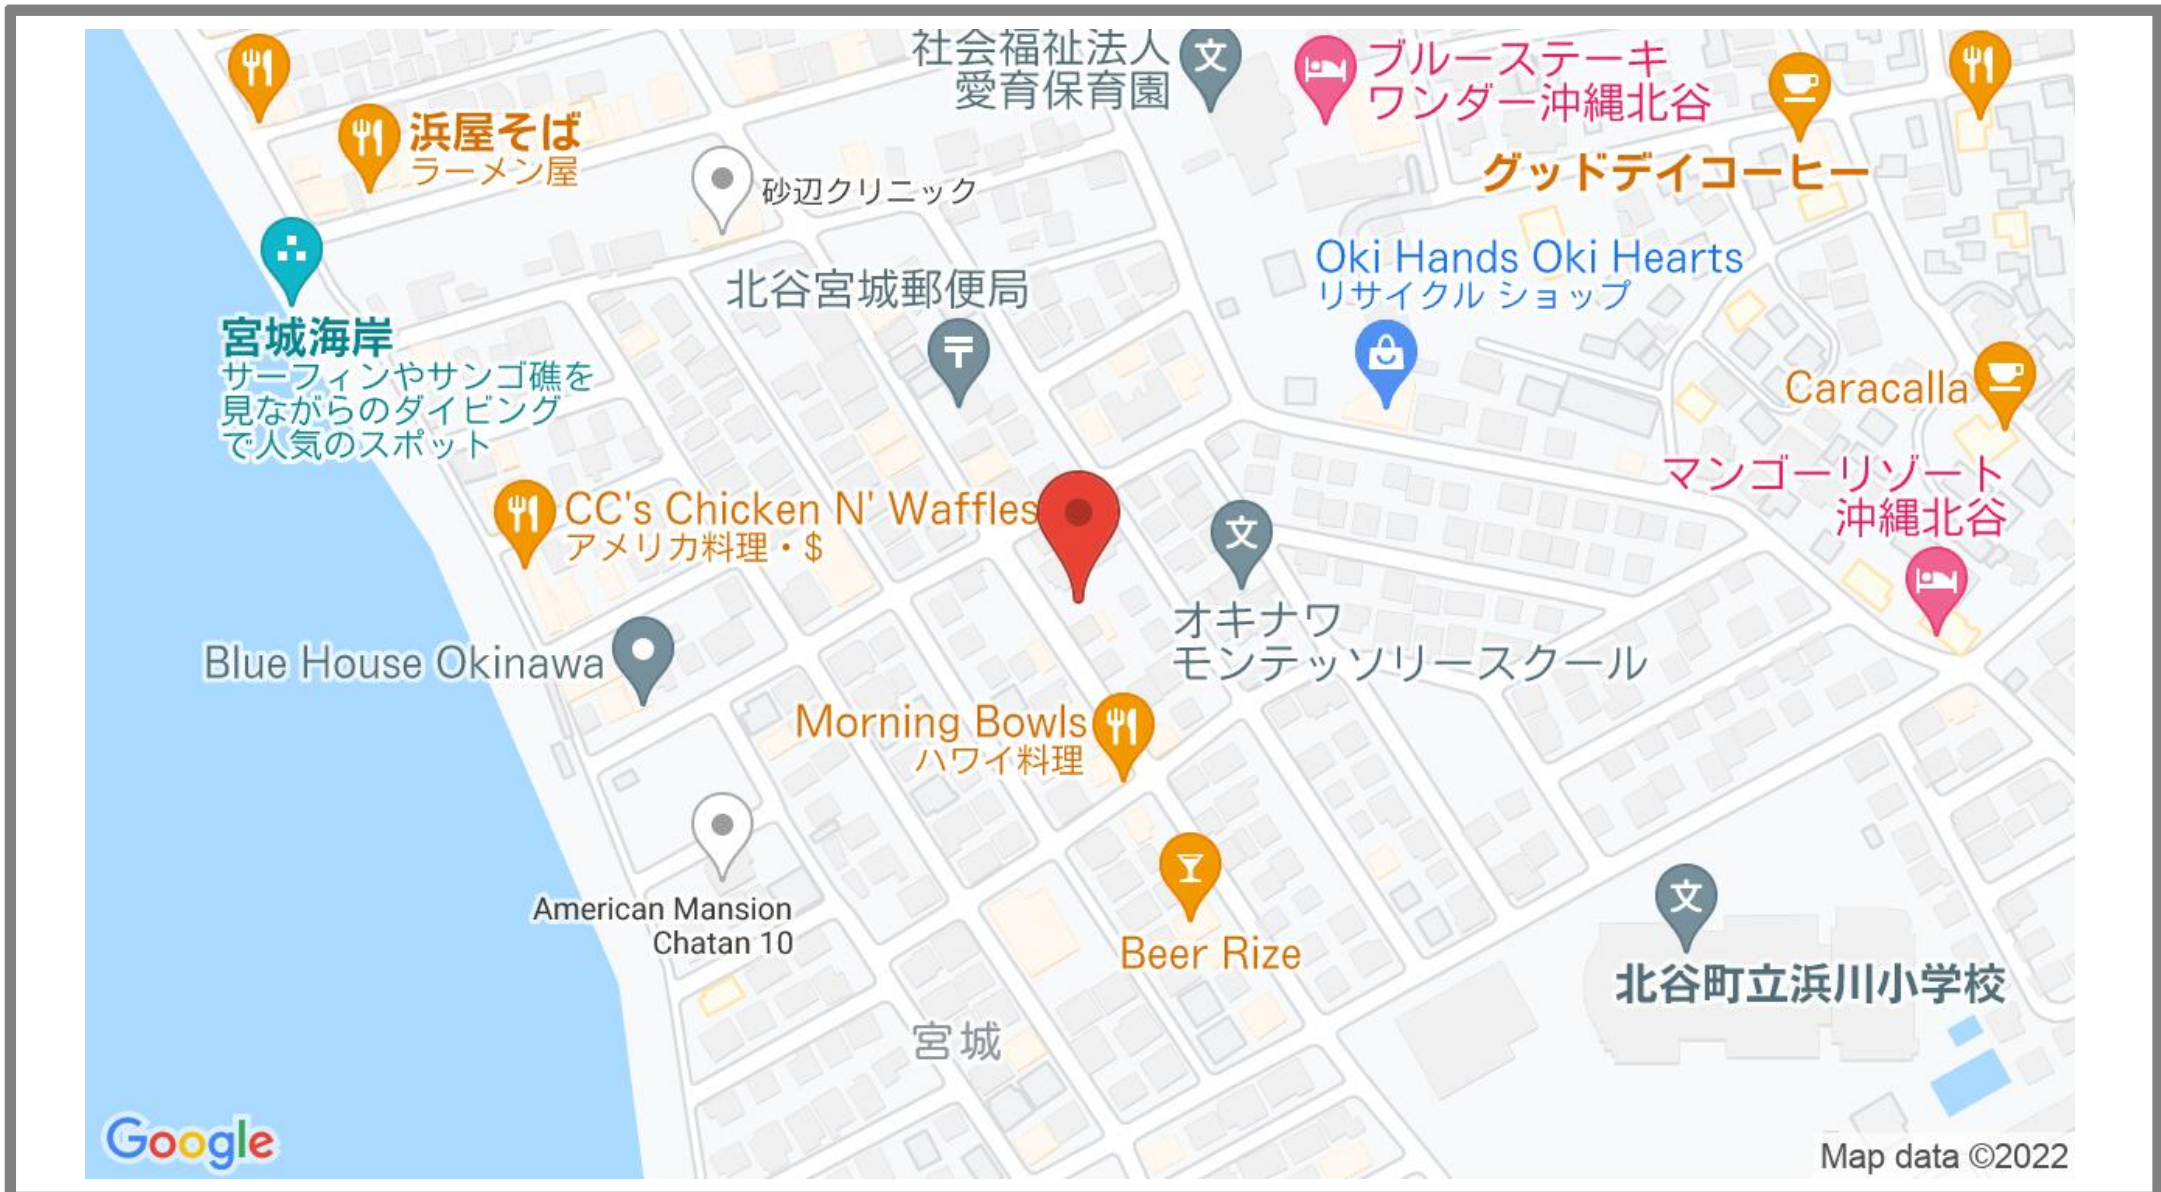 社会福祉法人
愛育保育園
ブルーステーキ
ワンダー沖縄北谷
浜屋そば
ラーメン屋
グッドデイコーヒー
砂辺クリニック
北谷宮城郵便局
Oki Hands Oki Hearts
リサイクル ショップ
宮城海岸
サーフィンやサンゴ礁を
見ながらのダイビング
で人気のスポット
Caracalla
マンゴーリゾート
沖縄北谷
CC's Chicken N' Waffles
アメリカ料理・$
オキナワ
モンテッソリースクール
Blue House Okinawa
Morning Bowls
ハワイ料理
American Mansion
Chatan 10
Beer Rize
北谷町立浜川小学校
宮城
Google
Map data ©2022